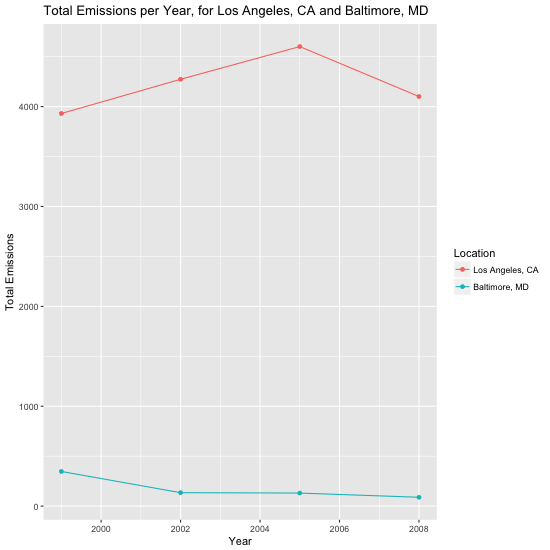 Total Emissions per Year, for Los Angeles, CA and Baltimore, MD
Total Emissions
4000
3000
2000
1000
0
2000 2002 2004 2006 2008
Year
Location
Los Angeles, CA
Baltimore, MD